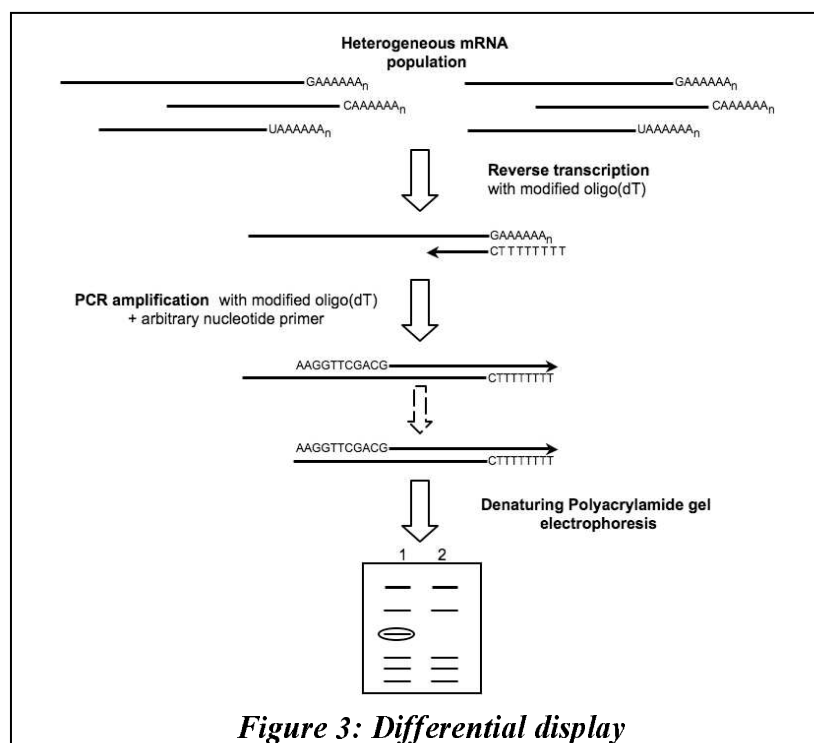 Heterogeneous mRNA
population
GAAAAAAn
GAAAAAAn
CAAAAAAn
CAAAAAAn
UAAAAAAn
UAAAAAAn
Reverse transcription
with modified oligo(dT)
GAAAAAAn
CTTTTTTTT
PCR amplification with modified oligo(dT)
+ arbitrary nucleotide primer
AAGGTTCGACG
CTTTTTTTT
AAGGTTCGACG
CTTTTTTTT
Denaturing Polyacrylamide gel
electrophoresis
1 2
Figure 3: Differential display